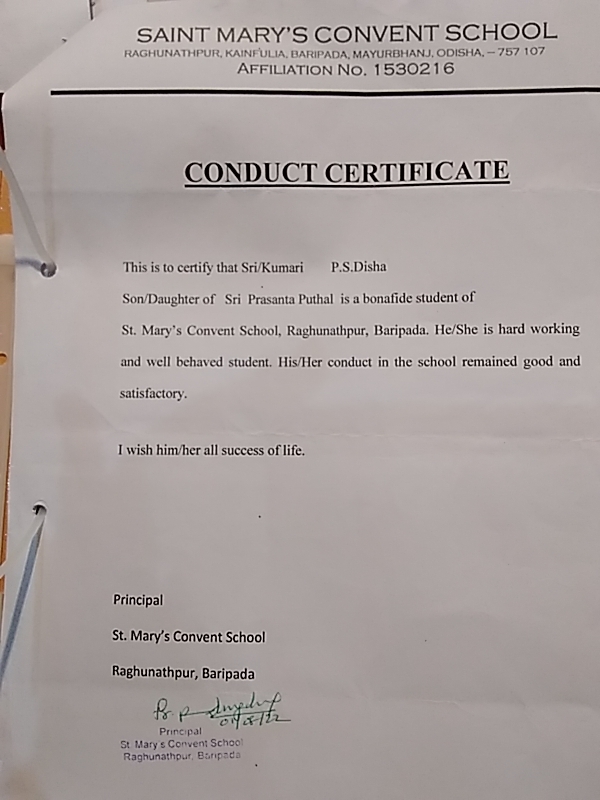 SAINT MARY'S CONVENT SCHOOL
RAGHUNATHPUR, KAINFULIA, BARIPADA, MAYURBHANJ, ODISHA, – 757 107
AFFILIATION NO. 1530216
CONDUCT CERTIFICATE
This is to certify that Sri/Kumari P.S.Disha
Son/Daughter of Sri Prasanta Puthal is a bonafide student of
St. Mary's Convent School, Raghunathpur, Baripada. He/She is hard working
and well behaved student. His/Her conduct in the school remained good and
satisfactory.
I wish him/her all success of life.
Principal
St. Mary's Convent School
Raghunathpur, Baripada
Principal
St. Mary's Convent School
Raghunathpur, Baripada